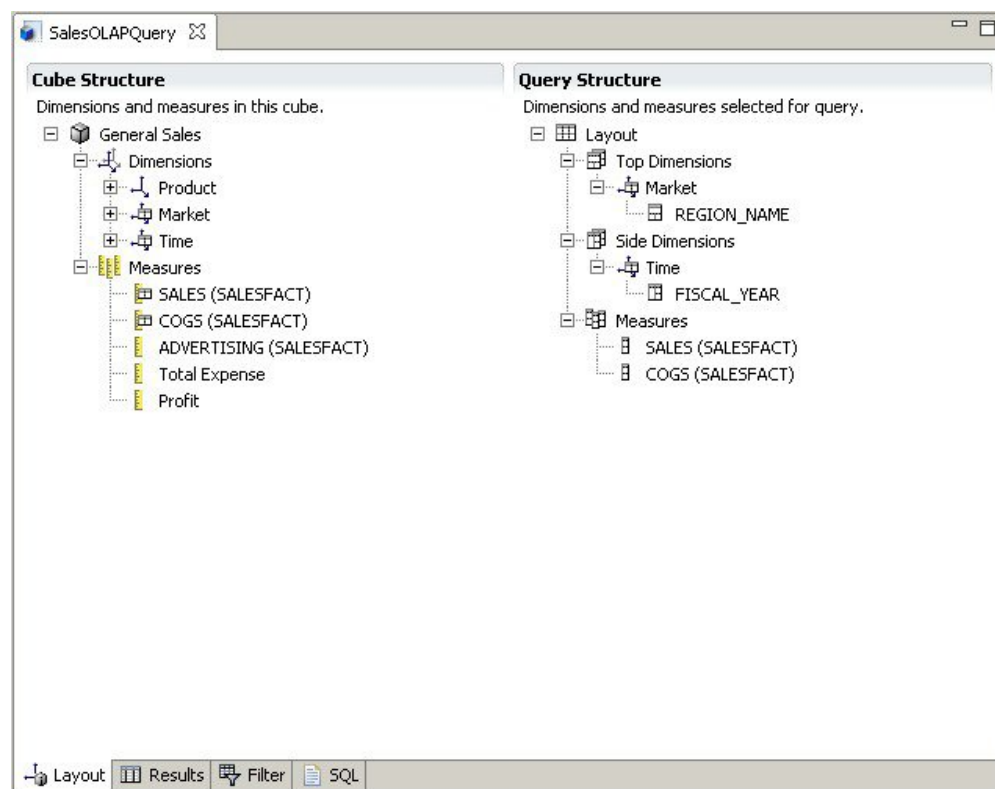 SalesOLAPQuery
Cube Structure
Dimensions and measures in this cube.
General Sales
Dimensions
Product
Market
Time
Measures
SALES (SALESFACT)
COGS (SALESFACT)
ADVERTISING (SALESFACT)
Total Expense
Profit
Query Structure
Dimensions and measures selected for query.
Layout
Top Dimensions
Market
REGION_NAME
Side Dimensions
Time
FISCAL_YEAR
Measures
SALES (SALESFACT)
COGS (SALESFACT)
Layout Results Filter SQL